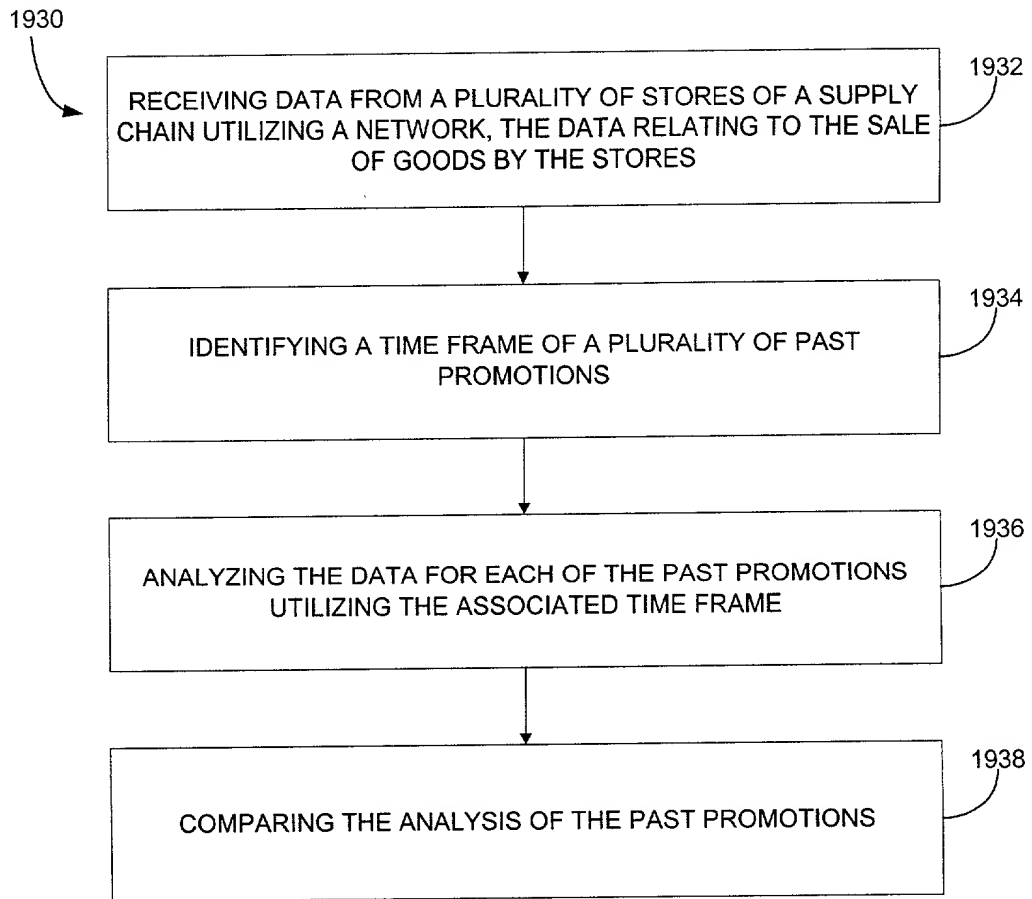 1930
1932
RECEIVING DATA FROM A PLURALITY OF STORES OF A SUPPLY
CHAIN UTILIZING A NETWORK, THE DATA RELATING TO THE SALE
OF GOODS BY THE STORES
1934
IDENTIFYING A TIME FRAME OF A PLURALITY OF PAST
PROMOTIONS
1936
ANALYZING THE DATA FOR EACH OF THE PAST PROMOTIONS
UTILIZING THE ASSOCIATED TIME FRAME
1938
COMPARING THE ANALYSIS OF THE PAST PROMOTIONS